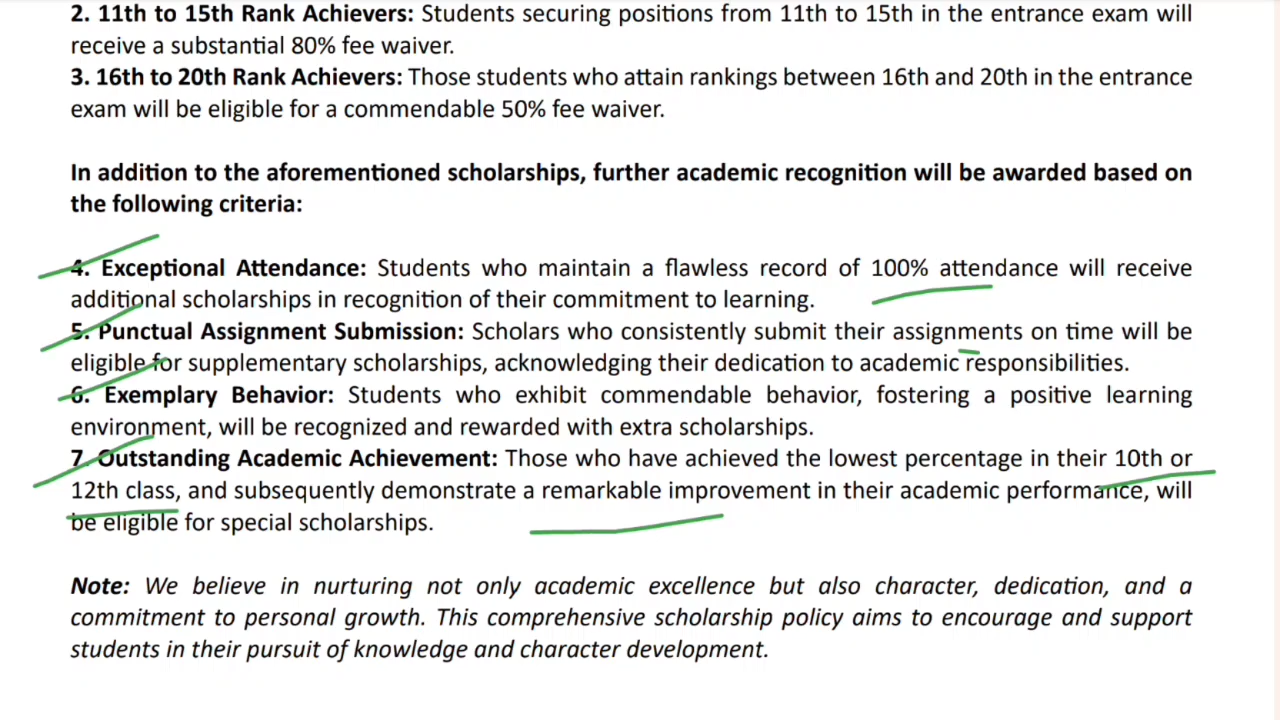 2. 11th to 15th Rank Achievers: Students securing positions from 11th to 15th in the entrance exam will
receive a substantial 80% fee waiver.
3. 16th to 20th Rank Achievers: Those students who attain rankings between 16th and 20th in the entrance
exam will be eligible for a commendable 50% fee waiver.
In addition to the aforementioned scholarships, further academic recognition will be awarded based on
the following criteria:
4. Exceptional Attendance: Students who maintain a flawless record of 100% attendance will receive
additional scholarships in recognition of their commitment to learning.
5. Punctual Assignment Submission: Scholars who consistently submit their assignments on time will be
eligible for supplementary scholarships, acknowledging their dedication to academic responsibilities.
6. Exemplary Behavior: Students who exhibit commendable behavior, fostering a positive learning
environment, will be recognized and rewarded with extra scholarships.
7. Outstanding Academic Achievement: Those who have achieved the lowest percentage in their 10th or
12th class, and subsequently demonstrate a remarkable improvement in their academic performance, will
be eligible for special scholarships.
Note: We believe in nurturing not only academic excellence but also character, dedication, and a
commitment to personal growth. This comprehensive scholarship policy aims to encourage and support
students in their pursuit of knowledge and character development.